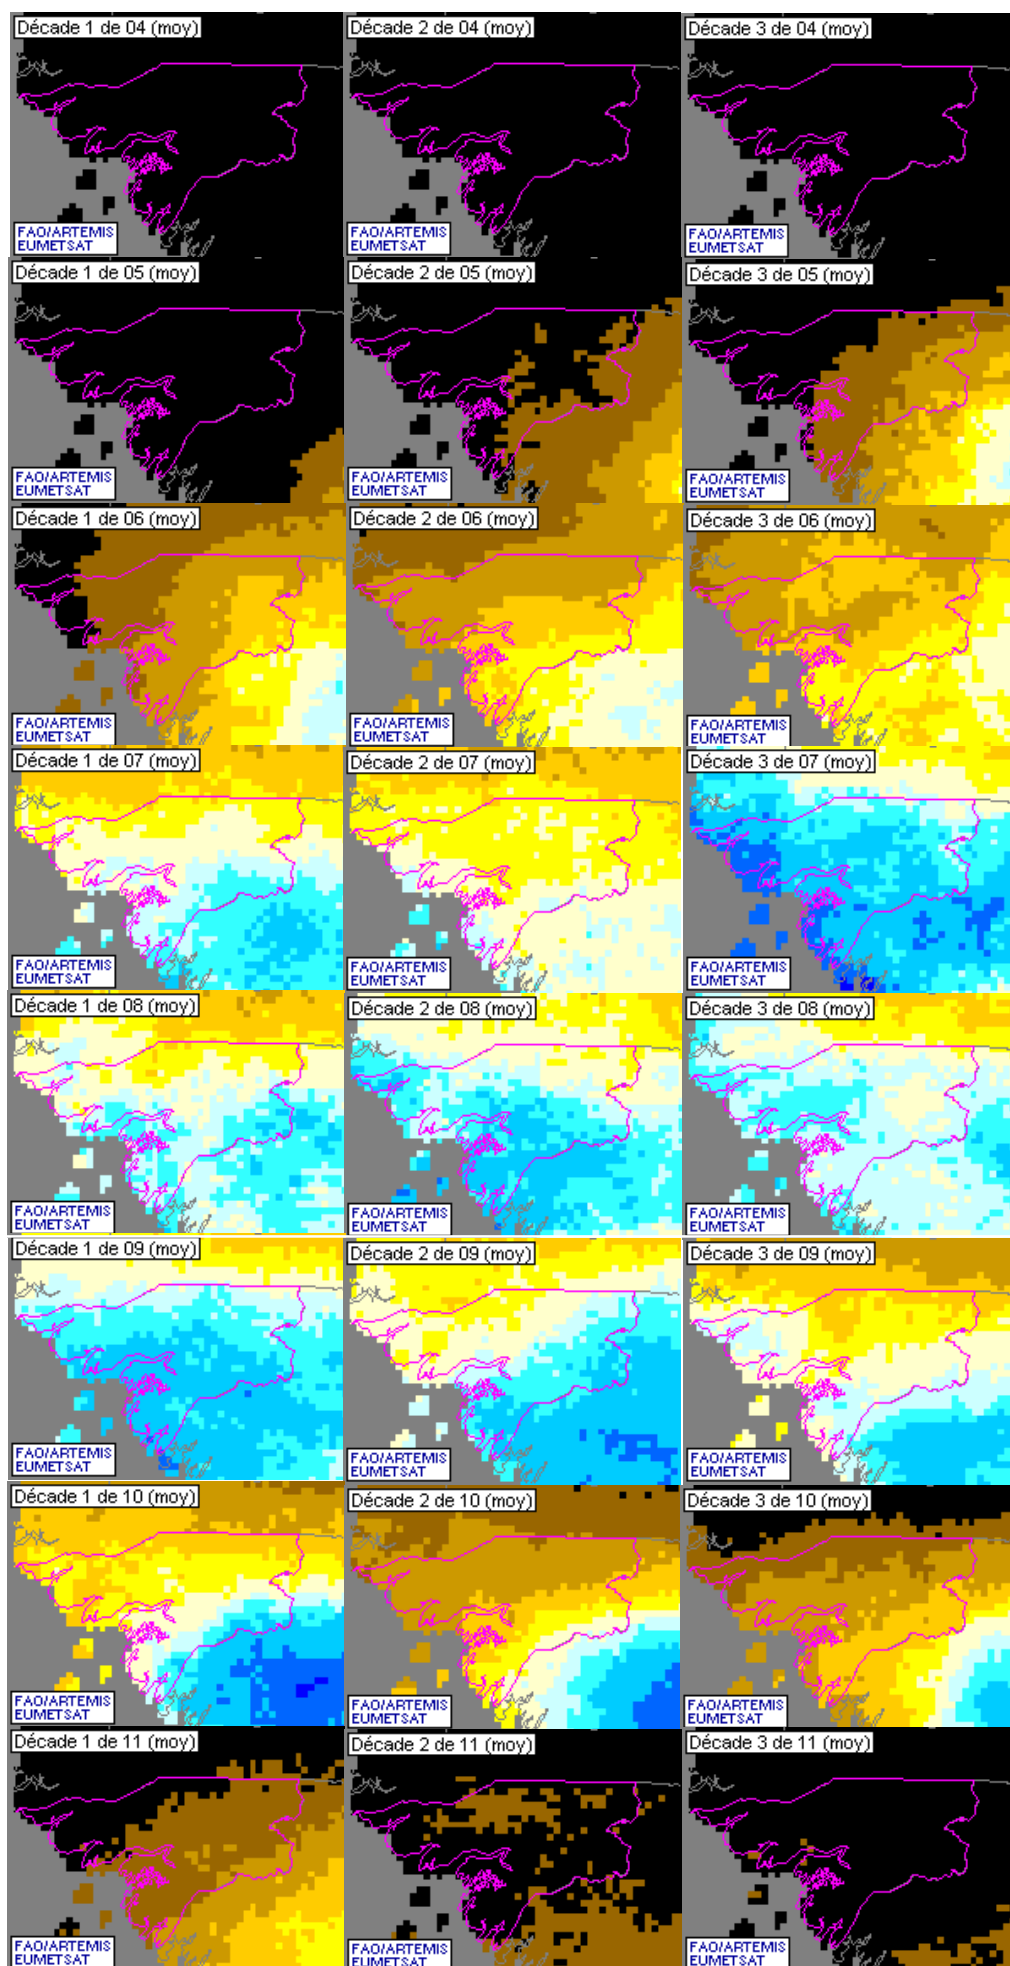 Décade 1 de 04 (moy)
Décade 2 de 04 (moy)
Décade 3 de 04 (moy)
FAO/ARTEMIS
EUMETSAT
FAO/ARTEMIS
EUMETSAT
FAO/ARTEMIS
EUMETSAT
Décade 1 de 05 (moy)
Décade 2 de 05 (moy)
Décade 3 de 05 (moy)
FAO/ARTEMIS
EUMETSAT
FAO/ARTEMIS
EUMETSAT
FAO/ARTEMIS
EUMETSAT
Décade 1 de 06 (moy)
Décade 2 de 06 (moy)
Décade 3 de 06 (moy)
FAO/ARTEMIS
EUMETSAT
FAO/ARTEMIS
EUMETSAT
FAO/ARTEMIS
EUMETSAT
Décade 1 de 07 (moy)
Décade 2 de 07 (moy)
Décade 3 de 07 (moy)
FAO/ARTEMIS
EUMETSAT
FAO/ARTEMIS
EUMETSAT
FAO/ARTEMIS
EUMETSAT
Décade 1 de 08 (moy)
Décade 2 de 08 (moy)
Décade 3 de 08 (moy)
FAO/ARTEMIS
EUMETSAT
FAO/ARTEMIS
EUMETSAT
FAO/ARTEMIS
EUMETSAT
Décade 1 de 09 (moy)
Décade 2 de 09 (moy)
Décade 3 de 09 (moy)
FAO/ARTEMIS
EUMETSAT
FAO/ARTEMIS
EUMETSAT
FAO/ARTEMIS
EUMETSAT
Décade 1 de 10 (moy)
Décade 2 de 10 (moy)
Décade 3 de 10 (moy)
FAO/ARTEMIS
EUMETSAT
FAO/ARTEMIS
EUMETSAT
FAO/ARTEMIS
EUMETSAT
Décade 1 de 11 (moy)
Décade 2 de 11 (moy)
Décade 3 de 11 (moy)
FAO/ARTEMIS
EUMETSAT
FAO/ARTEMIS
EUMETSAT
FAO/ARTEMIS
EUMETSAT